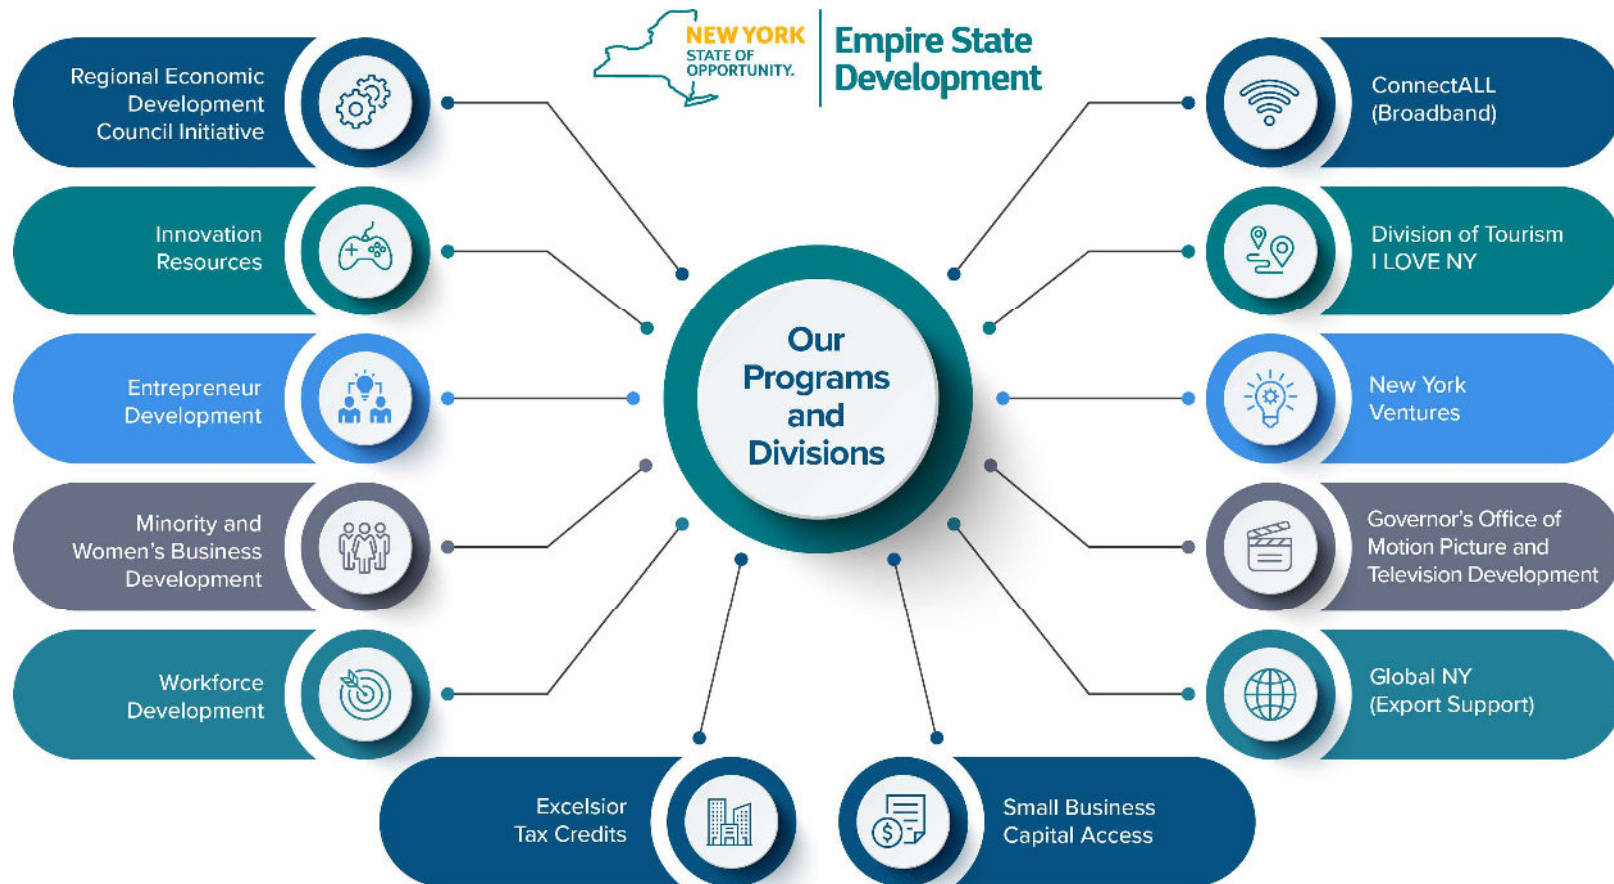 NEW YORK
STATE OF
OPPORTUNITY.
Empire State
Development
Regional Economic
Development
Council Initiative
Innovation
Resources
Entrepreneur
Development
Minority and
Women's Business
Development
Workforce
Development
Excelsior
Tax Credits
Our
Programs
and
Divisions
ConnectALL
(Broadband)
Division of Tourism
I LOVE NY
New York
Ventures
Governor's Office of
Motion Picture and
Television Development
Global NY
(Export Support)
Small Business
Capital Access
$